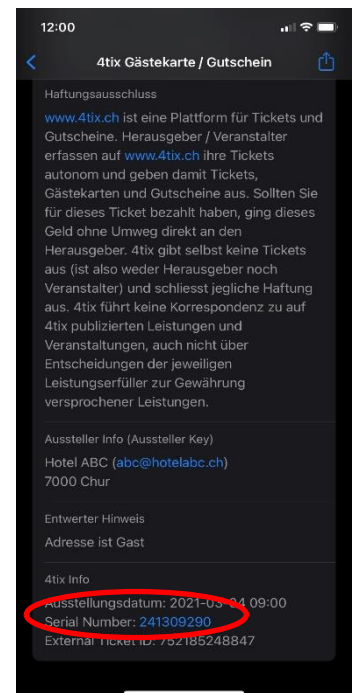 12:00
4tix Gästekarte / Gutschein
Haftungsausschluss
www.4tix.ch ist eine Plattform für Tickets und
Gutscheine. Herausgeber / Veranstalter
erfassen auf www.4tix.ch ihre Tickets
autonom und geben damit Tickets,
Gästekarten und Gutscheine aus. Sollten Sie
für dieses Ticket bezahlt haben, ging dieses
Geld ohne Umweg direkt an den
Herausgeber. 4tix gibt selbst keine Tickets
aus (ist also weder Herausgeber noch
Veranstalter) und schliesst jegliche Haftung
aus. 4tix führt keine Korrespondenz zu auf
4tix publizierten Leistungen und
Veranstaltungen, auch nicht über
Entscheidungen der jeweiligen
Leistungserfüller zur Gewährung
versprochener Leistungen.
Aussteller Info (Aussteller Key)
Hotel ABC (abc@hotelabc.ch)
7000 Chur
Entwerter Hinweis
Adresse ist Gast
4tix Info
Ausstellungsdatum: 2021-03-04 09:00
Serial Number: 241309290
External Ticket ID: 752185248847